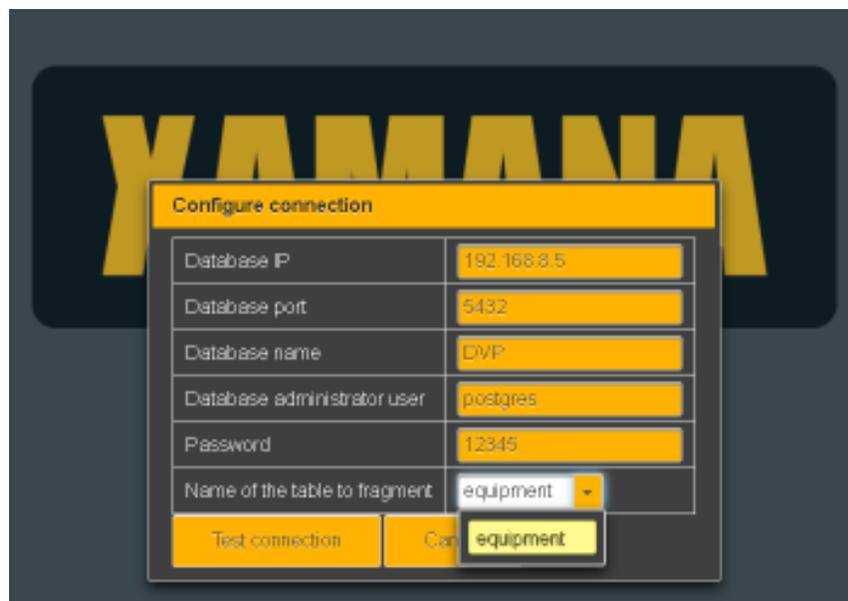 XAMANA
Configure connection
Database IP 192.168.8.5
Database port 5432
Database name DVP
Database administrator user postgres
Password 12345
Name of the table to fragment equipment
Test connection
equipment